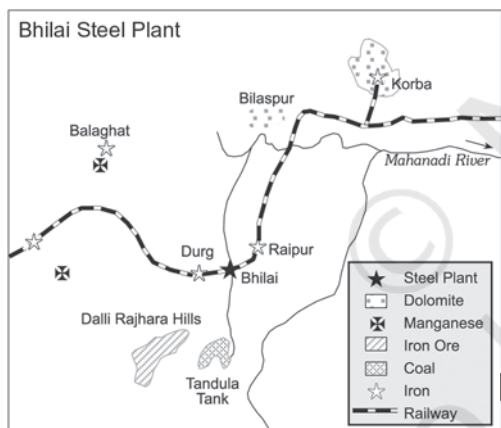 Bhilai Steel Plant
Korba
Bilaspur
Balaghat
Mahanadi River
Durg
Raipur
Bhilai
Dalli Rajhara Hills
Tandula
Tank
Steel Plant
Dolomite
Manganese
Iron Ore
Coal
Iron
Railway